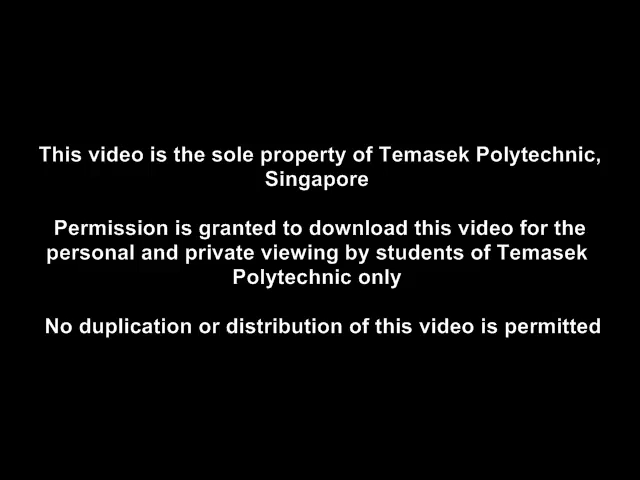 This video is the sole property of Temasek Polytechnic,
Singapore
Permission is granted to download this video for the
personal and private viewing by students of Temasek
Polytechnic only
No duplication or distribution of this video is permitted